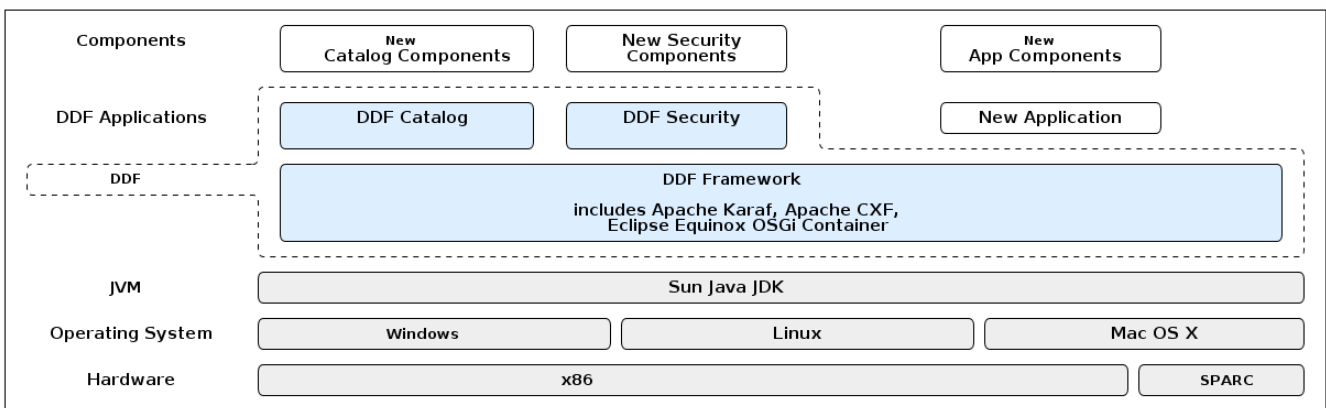 Components
New
Catalog Components
New Security
Components
New
App Components
DDF Applications
DDF Catalog
DDF Security
New Application
DDF
DDF Framework
includes Apache Karaf, Apache CXF,
Eclipse Equinox OSGi Container
JVM
Sun Java JDK
Operating System
Windows
Linux
Mac OS X
Hardware
x86
SPARC